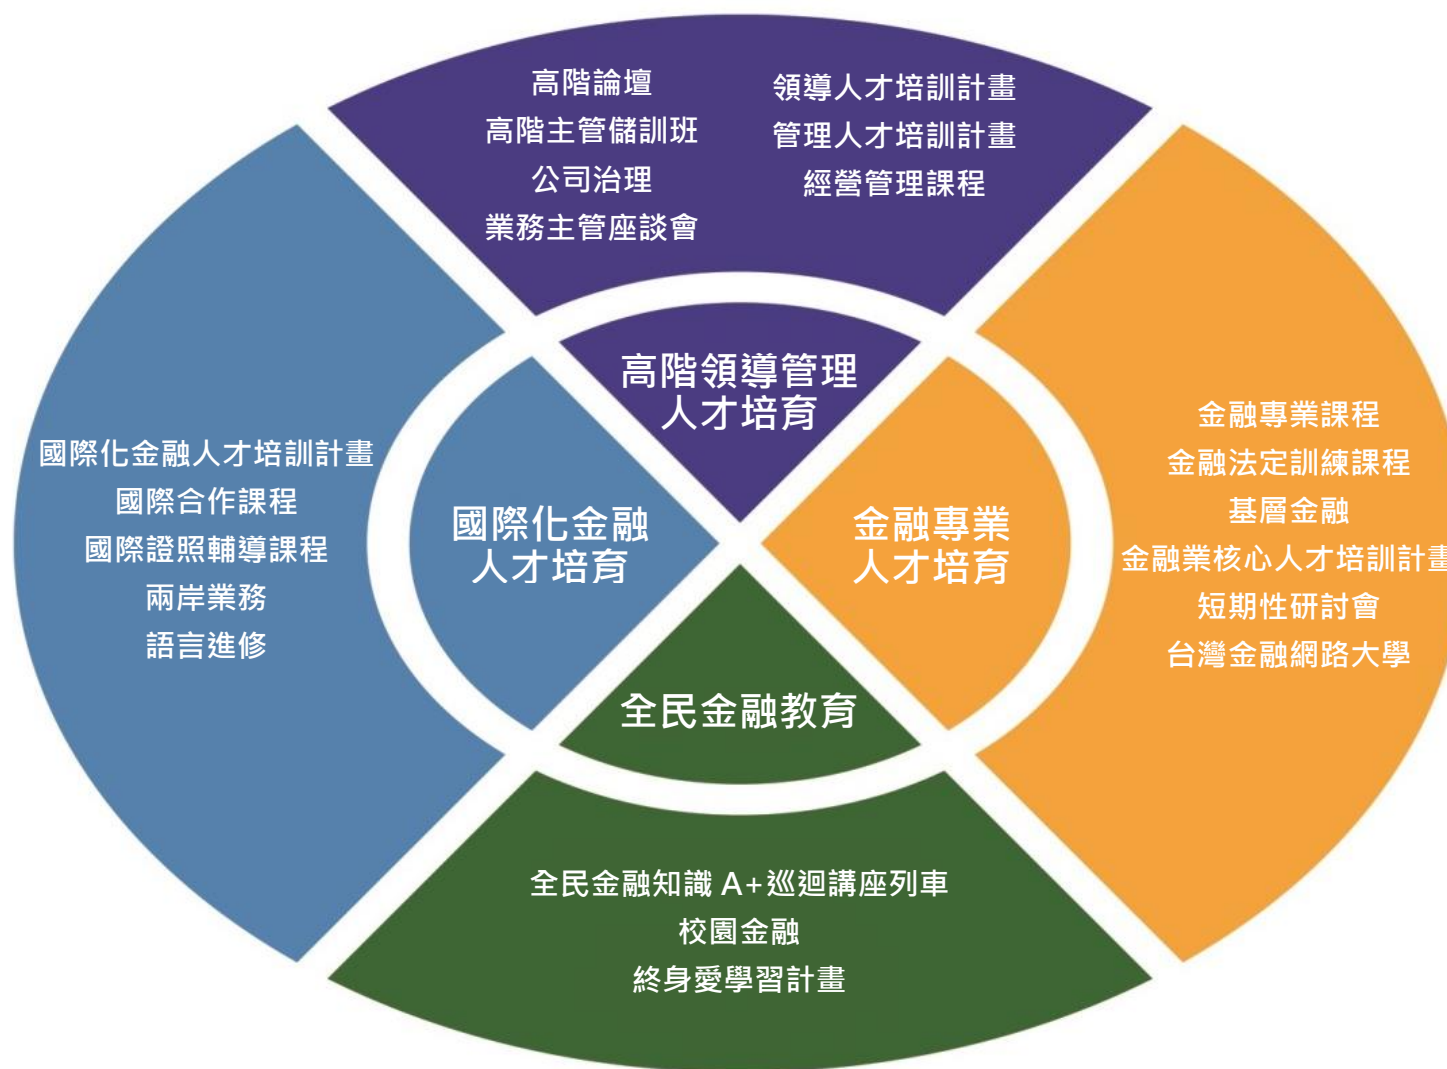 高階論壇
高階主管儲訓班
公司治理
業務主管座談會
領導人才培訓計畫
管理人才培訓計畫
經營管理課程
高階領導管理
人才培育
國際化金融人才培訓計畫
國際合作課程
國際證照輔導課程
兩岸業務
語言進修
國際化金融
人才培育
金融專業
人才培育
金融專業課程
金融法定訓練課程
基層金融
金融業核心人才培訓計畫
短期性研討會
台灣金融網路大學
全民金融教育
全民金融知識 A+巡迴講座列車
校園金融
終身愛學習計畫